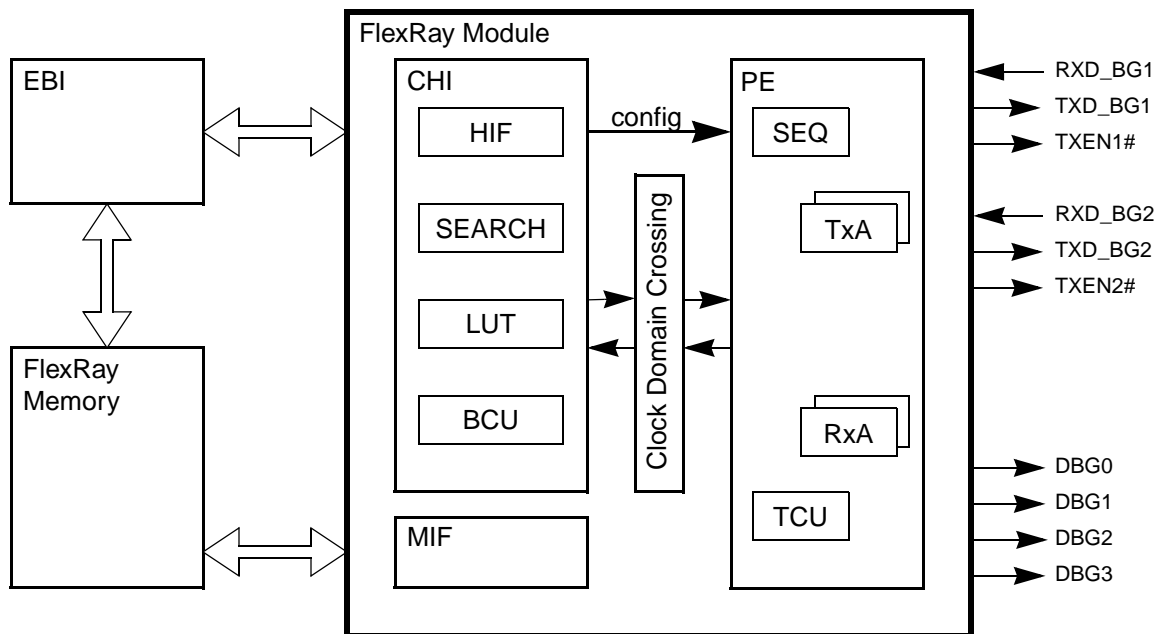 FlexRay Module
EBI
CHI
HIF
SEARCH
LUT
BCU
MIF
config
Clock Domain Crossing
PE
SEQ
TxA
RxA
TCU
FlexRay
Memory
RXD_BG1
TXD_BG1
TXEN1#
RXD_BG2
TXD_BG2
TXEN2#
DBG0
DBG1
DBG2
DBG3